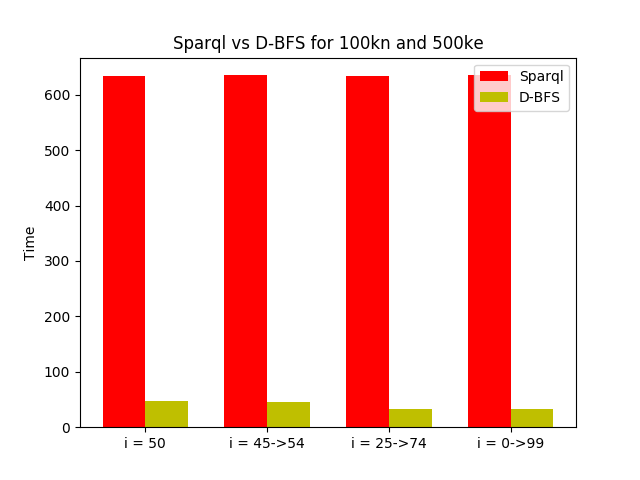 Sparql vs D-BFS for 100kn and 500ke
Sparql
D-BFS
600
500
400
300
200
100
0
Time
i = 50
i = 45->54
i = 25->74
i = 0->99